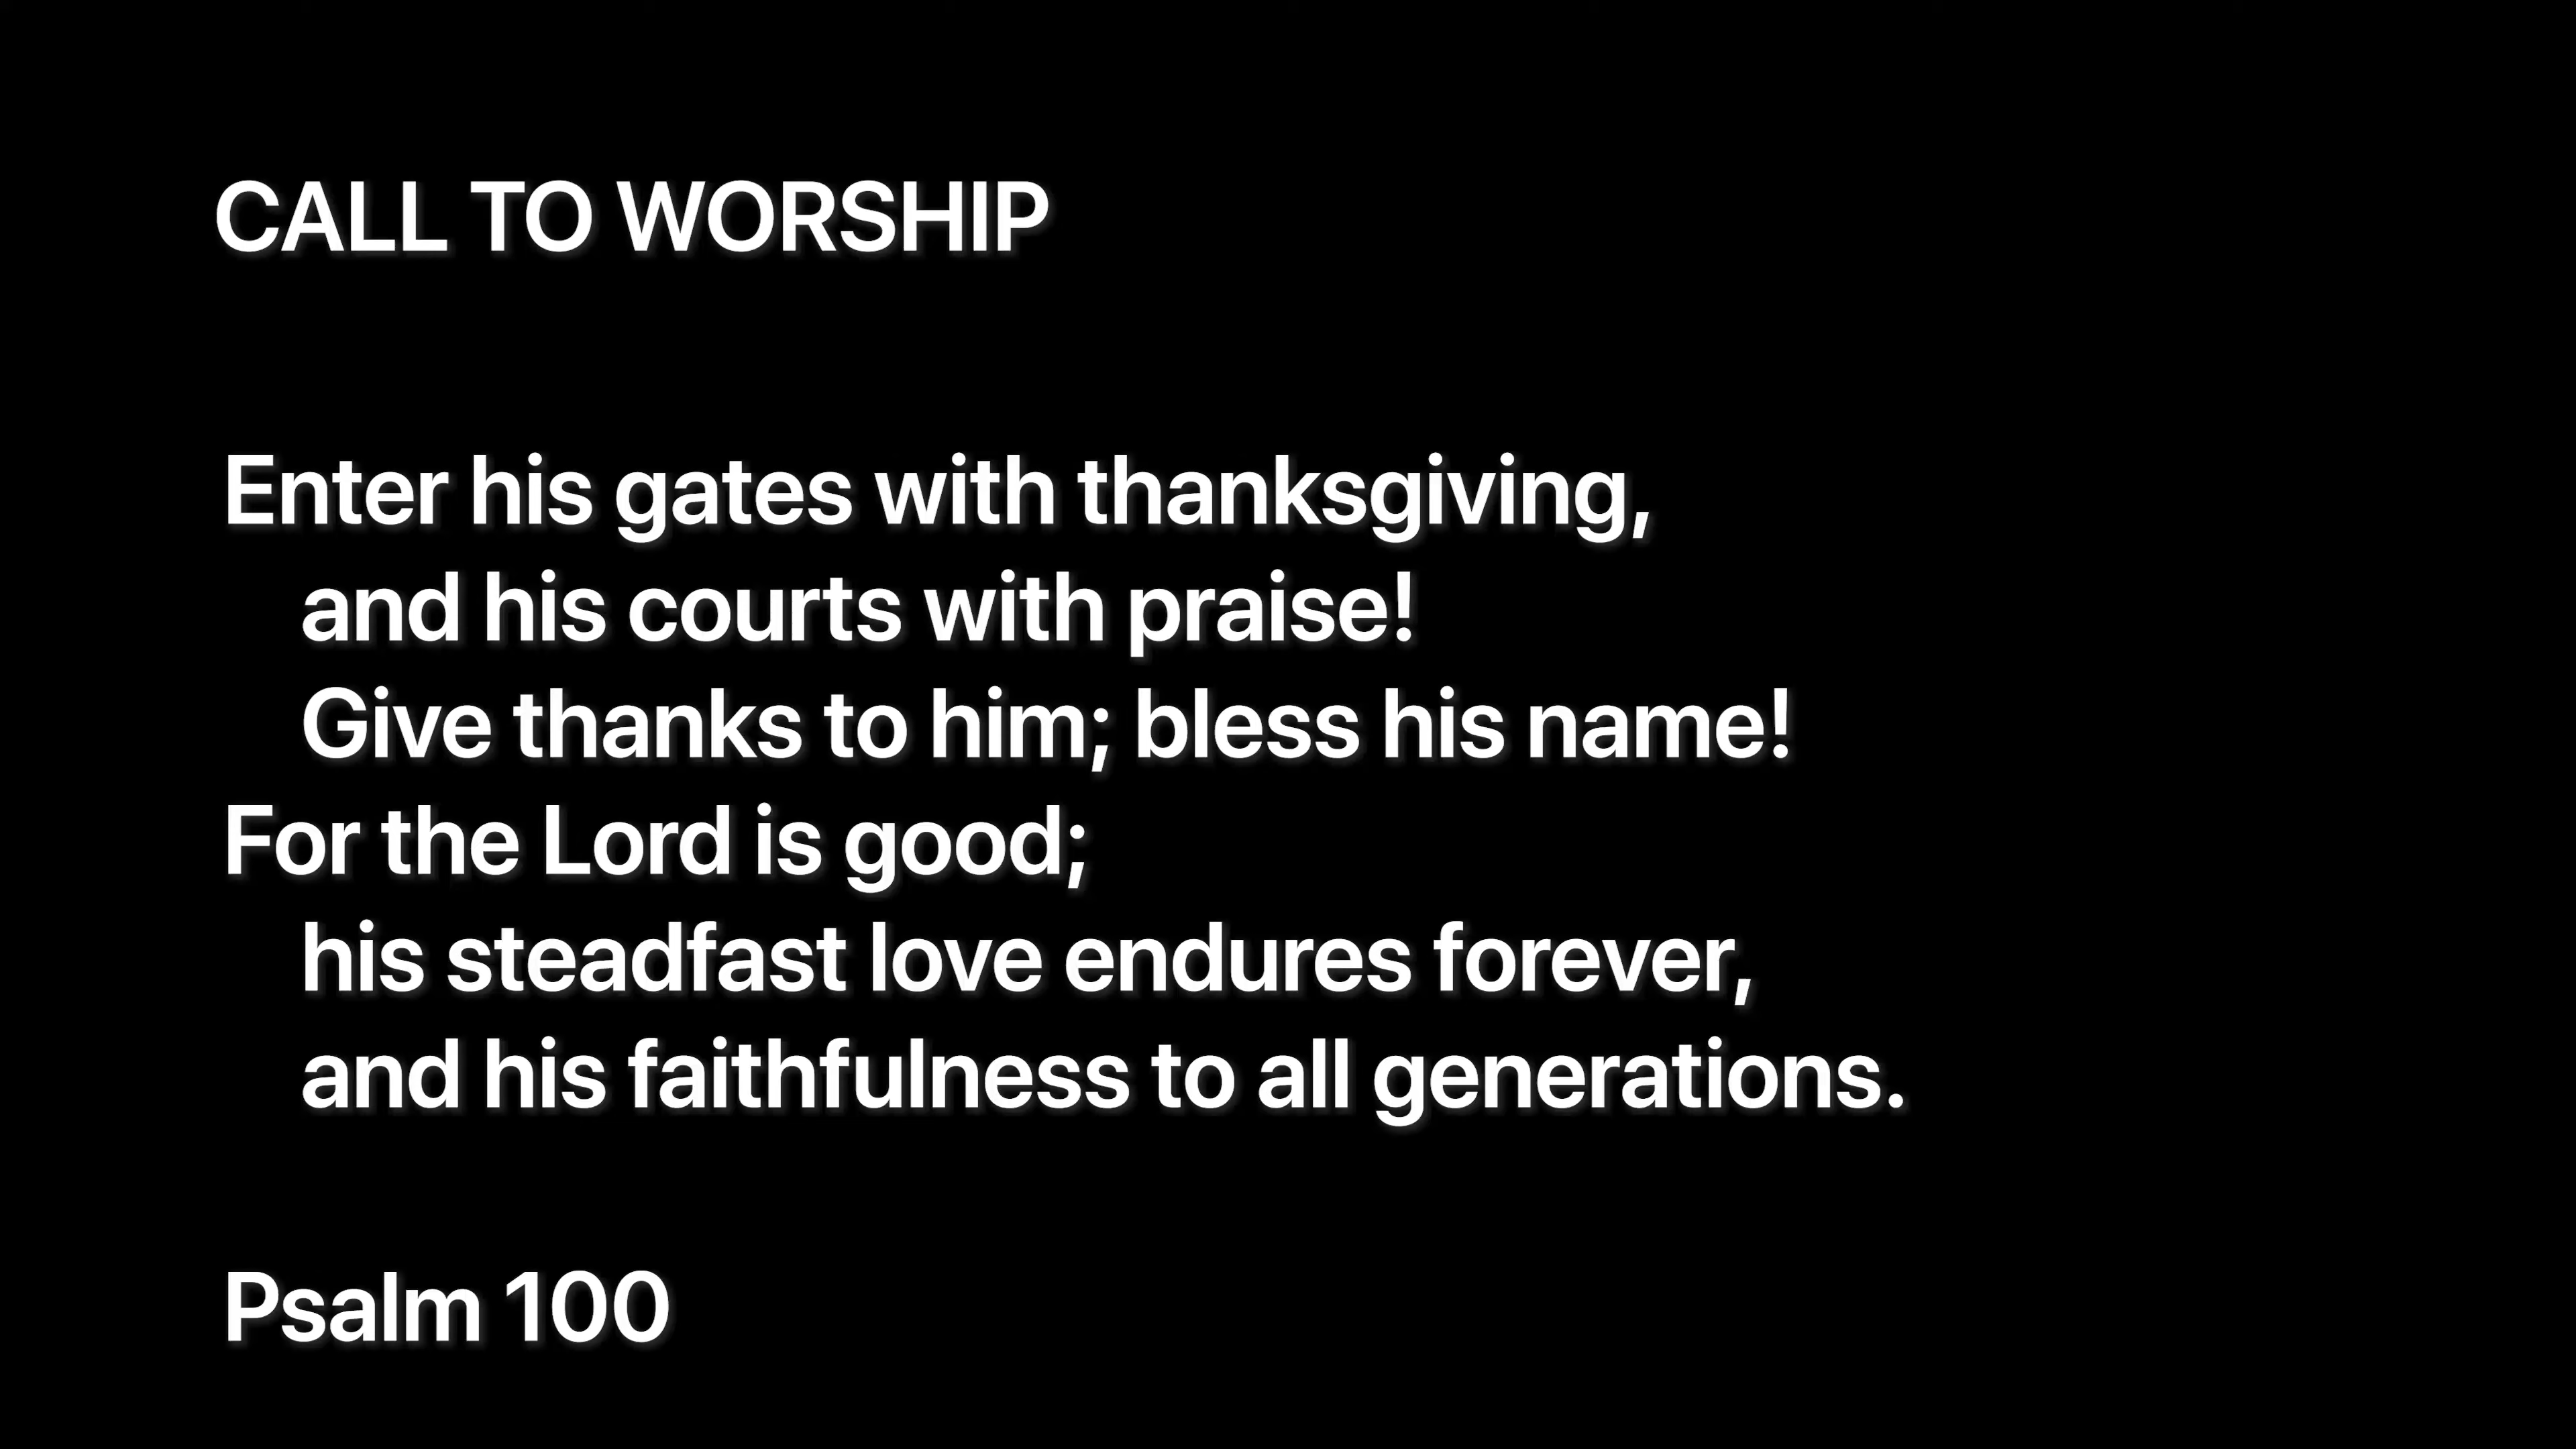 CALL TO WORSHIP
Enter his gates with thanksgiving,
and his courts with praise!
Give thanks to him; bless his name!
For the Lord is good;
his steadfast love endures forever,
and his faithfulness to all generations.
Psalm 100